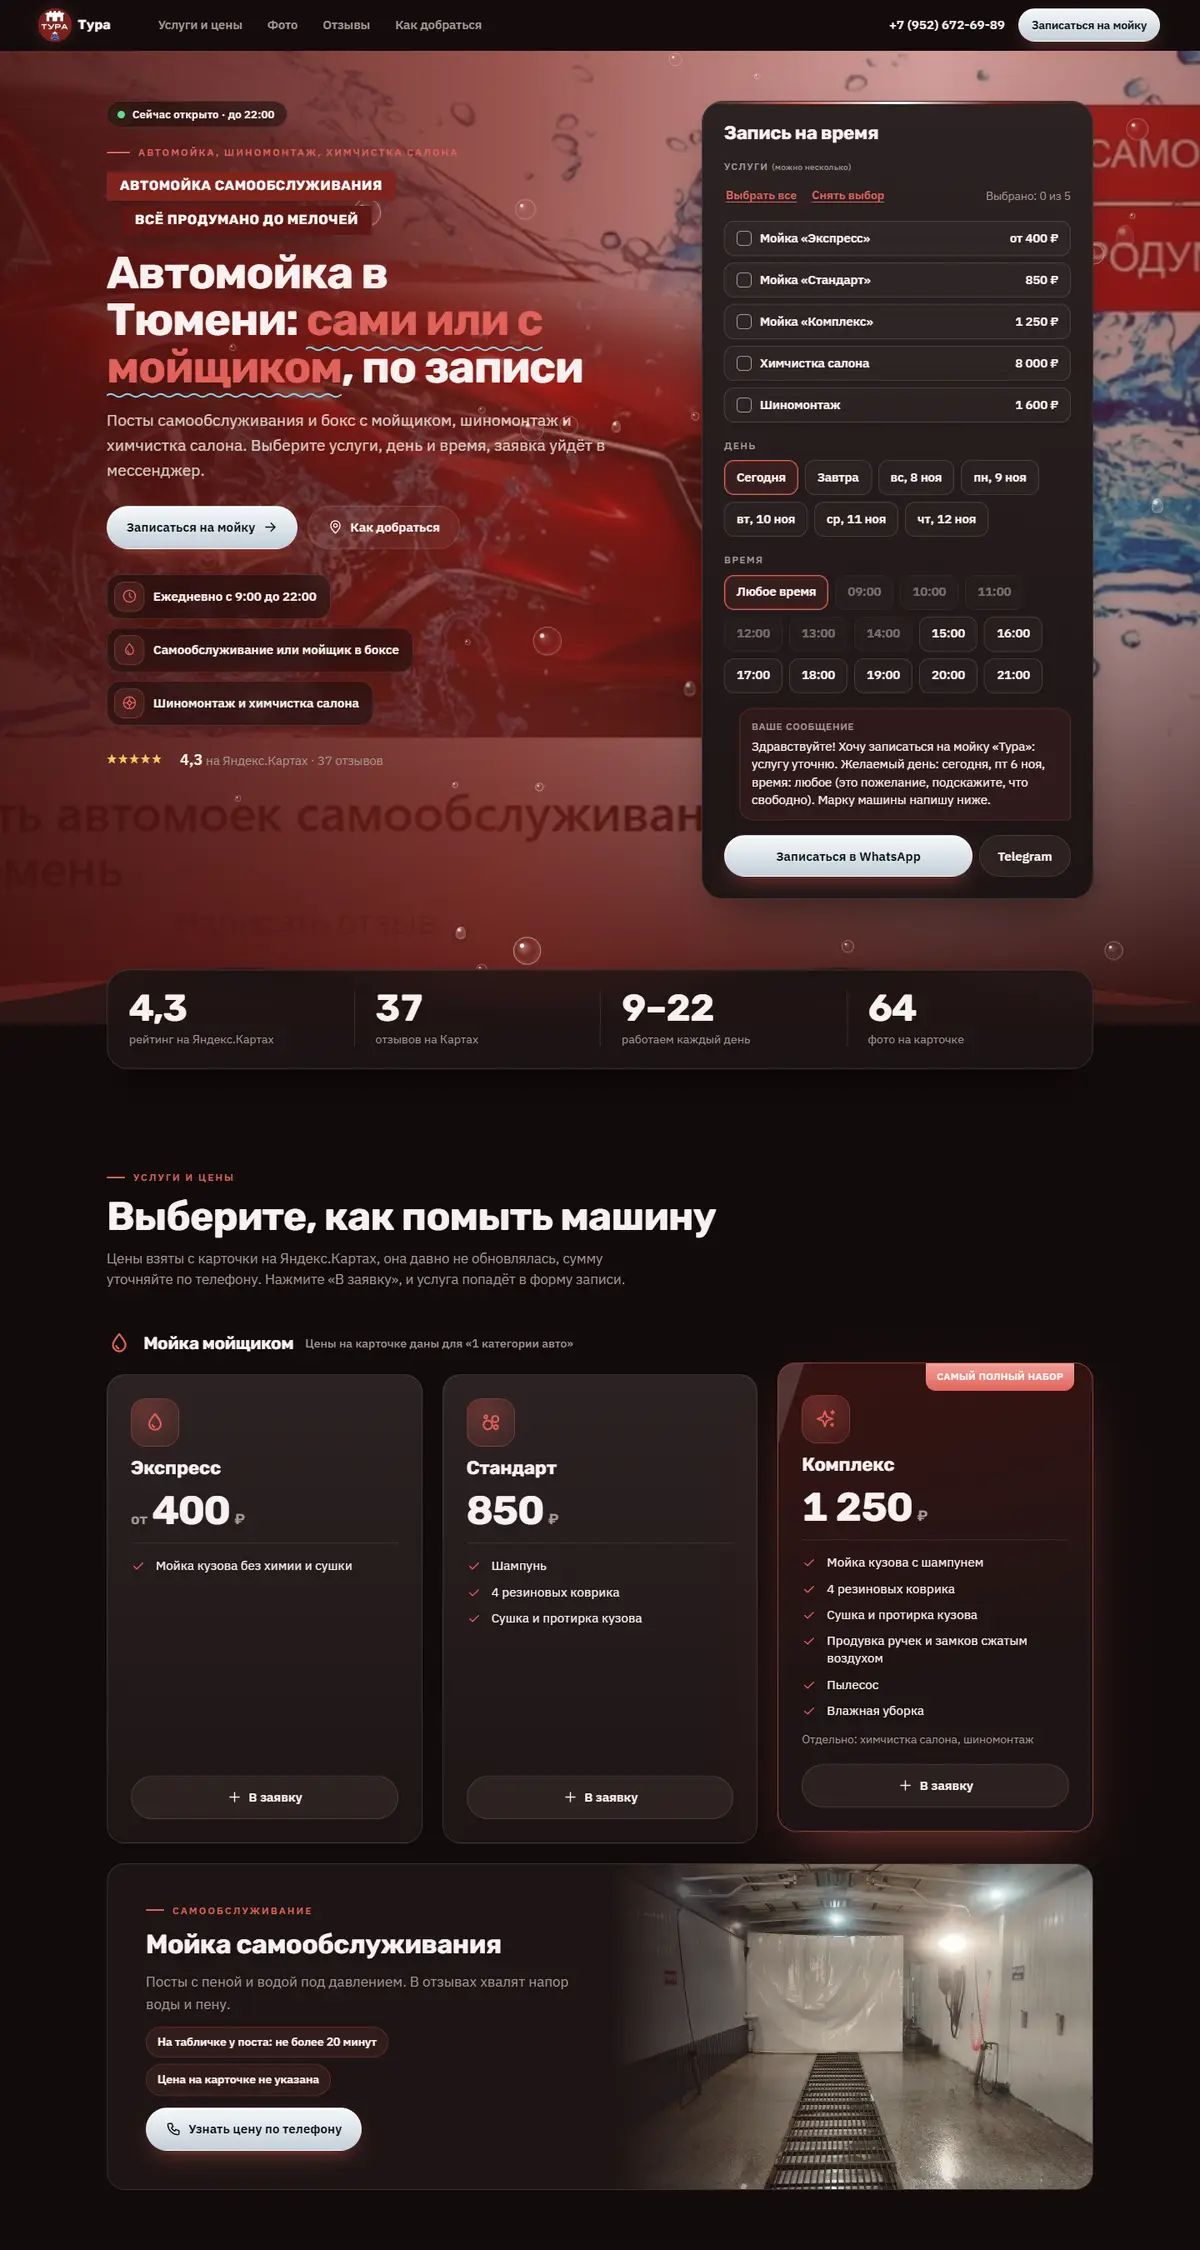 ТУРА
Тура
Услуги и цены
Фото
Отзывы
Как добраться
+7 (952) 672-69-89
Записаться на мойку
Сейчас открыто · до 22:00
АВТОМОЙКА, ШИНОМОНТАЖ, ХИМЧИСТКА САЛОНА
АВТОМОЙКА САМООБСЛУЖИВАНИЯ
ВСЁ ПРОДУМАНО ДО МЕЛОЧЕЙ
Автомойка в
Тюмени: сами или с
мойщиком, по записи
Посты самообслуживания и бокс с мойщиком, шиномонтаж и
химчистка салона. Выберите услуги, день и время, заявка уйдёт в
мессенджер.
Записаться на мойку
Как добраться
Ежедневно с 9:00 до 22:00
Самообслуживание или мойщик в боксе
Шиномонтаж и химчистка салона
4,3 на Яндекс.Картах · 37 отзывов
ть автомоек самообслуживан
мень
Написать отзыв
САМО
РОДУМ
Запись на время
УСЛУГИ (можно несколько)
Выбрать все
Снять выбор
Выбрано: 0 из 5
Мойка «Экспресс»
от 400 ₽
Мойка «Стандарт»
850 ₽
Мойка «Комплекс»
1 250 ₽
Химчистка салона
8 000 ₽
Шиномонтаж
1 600 ₽
ДЕНЬ
Сегодня
Завтра
вс, 8 ноя
пн, 9 ноя
вт, 10 ноя
ср, 11 ноя
чт, 12 ноя
ВРЕМЯ
Любое время
09:00
10:00
11:00
12:00
13:00
14:00
15:00
16:00
17:00
18:00
19:00
20:00
21:00
ВАШЕ СООБЩЕНИЕ
Здравствуйте! Хочу записаться на мойку «Тура»:
услугу уточню. Желаемый день: сегодня, пт 6 ноя,
время: любое (это пожелание, подскажите, что
свободно). Марку машины напишу ниже.
Записаться в WhatsApp
Telegram
4,3
рейтинг на Яндекс.Картах
37
отзывов на Картах
9–22
работаем каждый день
64
фото на карточке
УСЛУГИ И ЦЕНЫ
Выберите, как помыть машину
Цены взяты с карточки на Яндекс.Картах, она давно не обновлялась, сумму
уточняйте по телефону. Нажмите «В заявку», и услуга попадёт в форму записи.
Мойка мойщиком
Цены на карточке даны для «1 категории авто»
Экспресс
от 400 ₽
Мойка кузова без химии и сушки
В заявку
Стандарт
850 ₽
Шампунь
4 резиновых коврика
Сушка и протирка кузова
В заявку
САМЫЙ ПОЛНЫЙ НАБОР
Комплекс
1 250 ₽
Мойка кузова с шампунем
4 резиновых коврика
Сушка и протирка кузова
Продувка ручек и замков сжатым
воздухом
Пылесос
Влажная уборка
Отдельно: химчистка салона, шиномонтаж
В заявку
САМООБСЛУЖИВАНИЕ
Мойка самообслуживания
Посты с пеной и водой под давлением. В отзывах хвалят напор
воды и пену.
На табличке у поста: не более 20 минут
Цена на карточке не указана
Узнать цену по телефону